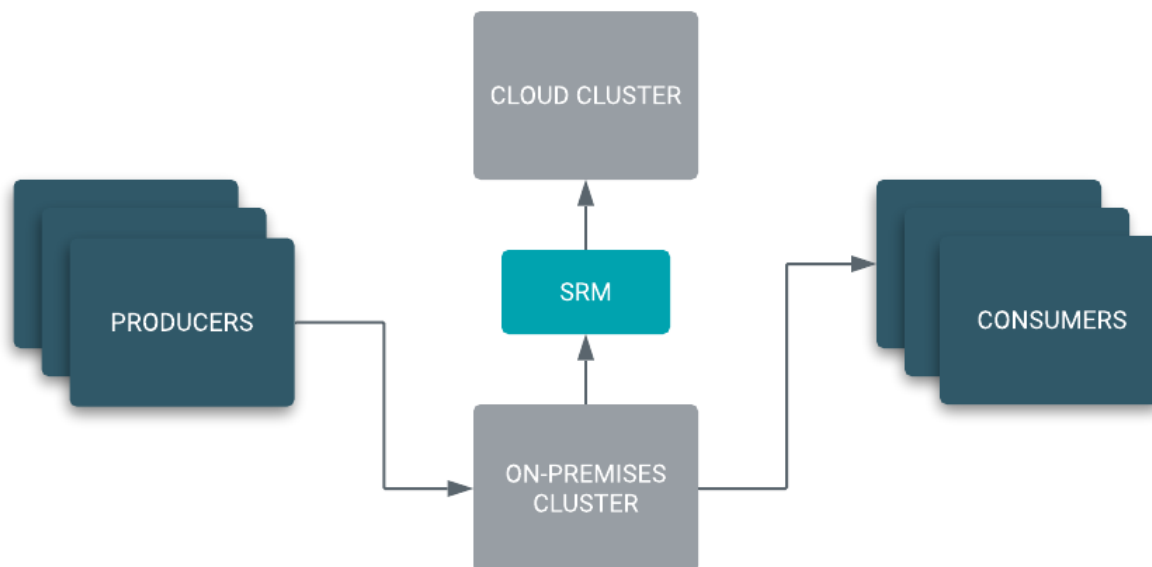 CLOUD CLUSTER
PRODUCERS
SRM
CONSUMERS
ON-PREMISES
CLUSTER